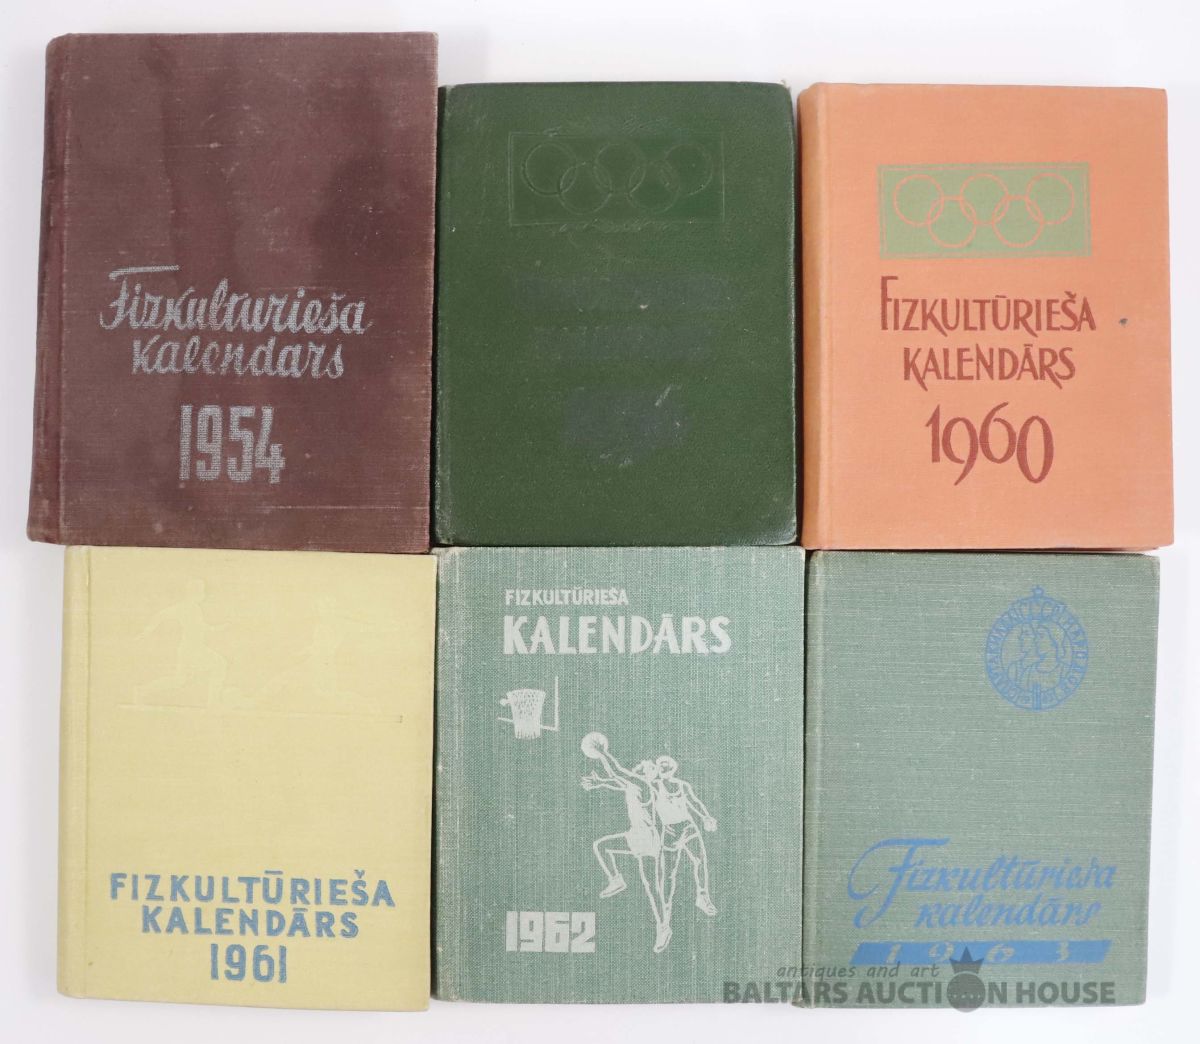 Fizkulturieša
kalendars
1954
FIZKULTŪRIEŠA
KALENDĀRS
1960
FIZKULTŪRIEŠA
KALENDĀRS
1961
FIZKULTŪRIEŠA
KALENDĀRS
1962
Fizkultūrieša
kalendārs
1963
antiques and art
BALTARS AUCTION HOUSE